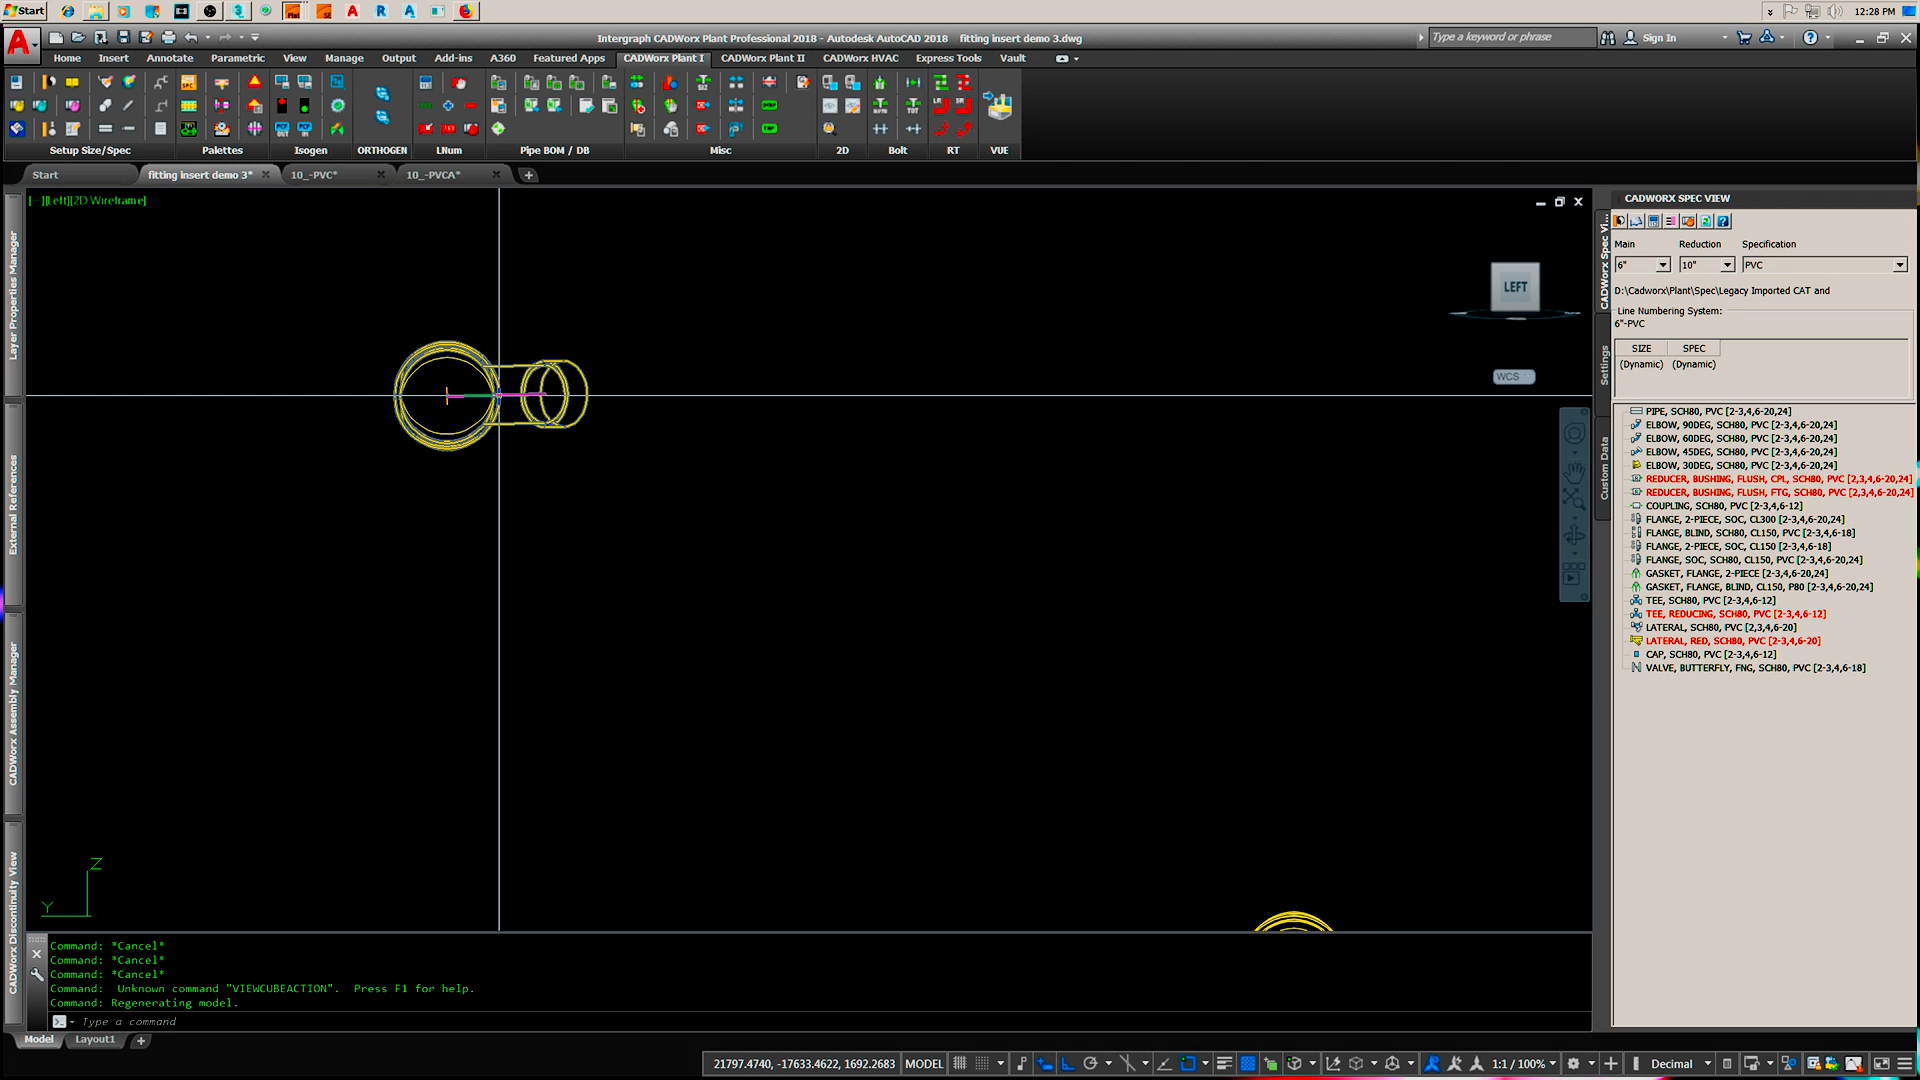 Start
12:28 PM
Intergraph CADWorx Plant Professional 2018 - Autodesk AutoCAD 2018 fitting insert demo 3.dwg
Type a keyword or phrase
Sign In
Home Insert Annotate Parametric View Manage Output Add-ins A360 Featured Apps CADWorx Plant I CADWorx Plant II CADWorx HVAC Express Tools Vault
Setup Size/Spec Palettes Isogen ORTHOGEN LNum Pipe BOM / DB Misc 2D Bolt RT VUE
Start fitting insert demo 3* 10_-PVC* 10_-PVCA*
[−][Left][2D Wireframe]
LEFT
WCS
Z
Y
Layer Properties Manager
External References
CADWorx Assembly Manager
CADWorx Discontinuity View
CADWorx Spec Vi...
Settings
Custom Data
CADWORX SPEC VIEW
Main Reduction Specification
6" 10" PVC
D:\Cadworx\Plant\Spec\Legacy Imported CAT and
Line Numbering System:
6"-PVC
SIZE SPEC
(Dynamic) (Dynamic)
PIPE, SCH80, PVC [2-3,4,6-20,24]
ELBOW, 90DEG, SCH80, PVC [2-3,4,6-20,24]
ELBOW, 60DEG, SCH80, PVC [2-3,4,6-20,24]
ELBOW, 45DEG, SCH80, PVC [2-3,4,6-20,24]
ELBOW, 30DEG, SCH80, PVC [2-3,4,6-20,24]
REDUCER, BUSHING, FLUSH, CPL, SCH80, PVC [2,3,4,6-20,24]
REDUCER, BUSHING, FLUSH, FTG, SCH80, PVC [2,3,4,6-20,24]
COUPLING, SCH80, PVC [2-3,4,6-12]
FLANGE, 2-PIECE, SOC, CL300 [2-3,4,6-20,24]
FLANGE, BLIND, SCH80, CL150, PVC [2-3,4,6-18]
FLANGE, 2-PIECE, SOC, CL150 [2-3,4,6-18]
FLANGE, SOC, SCH80, CL150, PVC [2-3,4,6-20,24]
GASKET, FLANGE, 2-PIECE [2-3,4,6-20,24]
GASKET, FLANGE, BLIND, CL150, P80 [2-3,4,6-20,24]
TEE, SCH80, PVC [2-3,4,6-12]
TEE, REDUCING, SCH80, PVC [2-3,4,6-12]
LATERAL, SCH80, PVC [2,3,4,6-20]
LATERAL, RED, SCH80, PVC [2-3,4,6-20]
CAP, SCH80, PVC [2-3,4,6-12]
VALVE, BUTTERFLY, FNG, SCH80, PVC [2-3,4,6-18]
Command: *Cancel*
Command: *Cancel*
Command: *Cancel*
Command: Unknown command "VIEWCUBEACTION". Press F1 for help.
Command: Regenerating model.
Type a command
Model Layout1
21797.4740, -17633.4622, 1692.2683 MODEL 1:1 / 100% Decimal